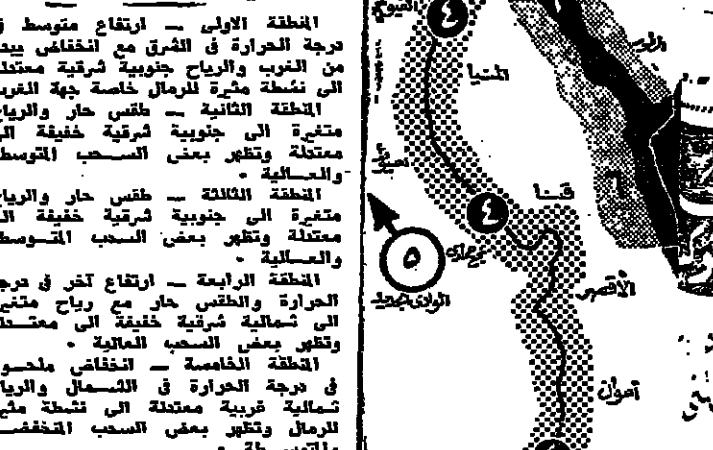 المنطقة الاولى — ارتفاع متوسط
درجة الحرارة فى الشرق مع انخفاض
من الغرب والرياح جنوبية شرقية معتدلة
الى نشطة مثيرة للرمال خاصة جهة الغرب
المنطقة الثانية — طقس حار والرياح
متغيرة الى جنوبية شرقية خفيفة الى
معتدلة وتظهر بعض السحب المتوسطة
والعالية .
المنطقة الثالثة — طقس حار والرياح
متغيرة الى جنوبية شرقية خفيفة الى
معتدلة وتظهر بعض السحب المتوسطة
والعالية .
المنطقة الرابعة — ارتفاع آخر فى درجة
الحرارة والطقس حار مع رياح متغيرة
الى شمالية شرقية خفيفة الى معتدلة
وتظهر بعض السحب العالية .
المنطقة الخامسة — انخفاض ملحوظ
فى درجة الحرارة فى الشمال والرياح
شمالية غربية معتدلة الى نشطة مثيرة
للرمال وتظهر بعض السحب المنخفضة
والمتوسطة .
الفيوم
٤
المنيا
أسيوط
قنا
٤
٥
نجع حمادى
الوادى الجديد
الأقصر
أسوان